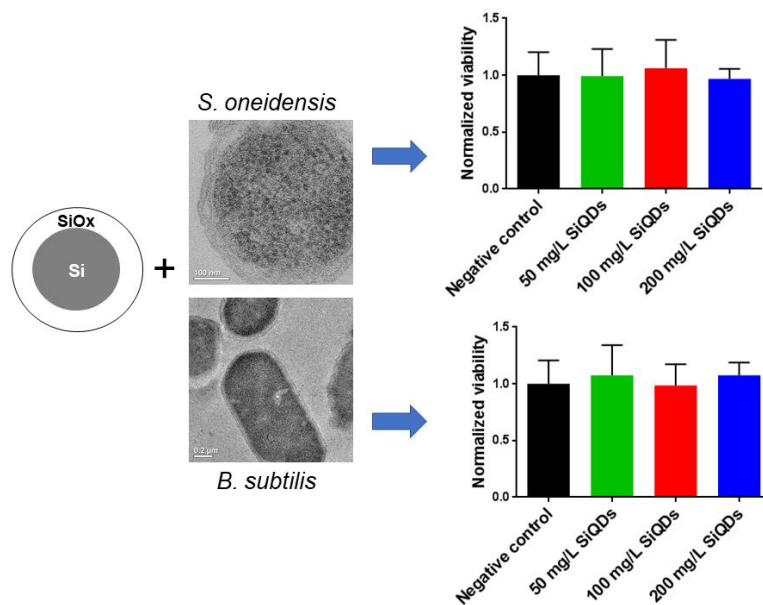 S. oneidensis
100 nm
SiOx
Si
+
0.2 µm
B. subtilis
Normalized viability
1.5
1.0
0.5
0.0
Negative control
50 mg/L SiQDs
100 mg/L SiQDs
200 mg/L SiQDs
Normalized viability
1.5
1.0
0.5
0.0
Negative control
50 mg/L SiQDs
100 mg/L SiQDs
200 mg/L SiQDs